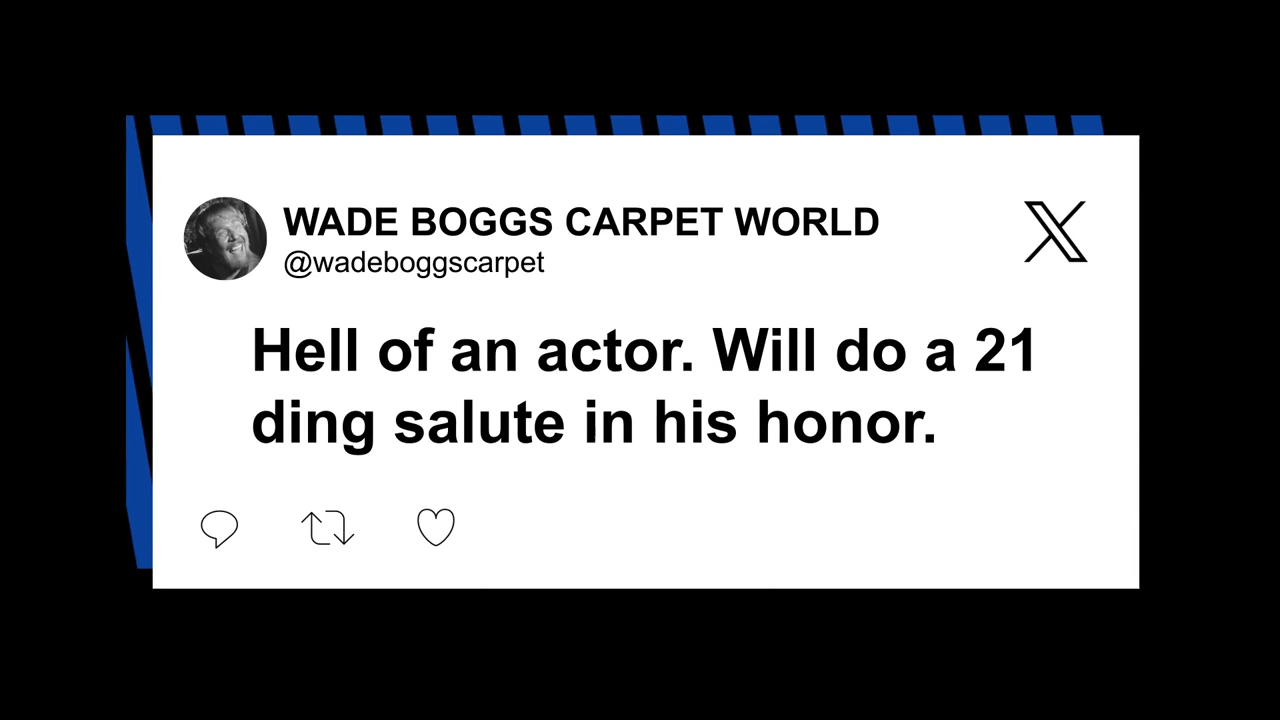 WADE BOGGS CARPET WORLD
@wadeboggscarpet
Hell of an actor. Will do a 21
ding salute in his honor.